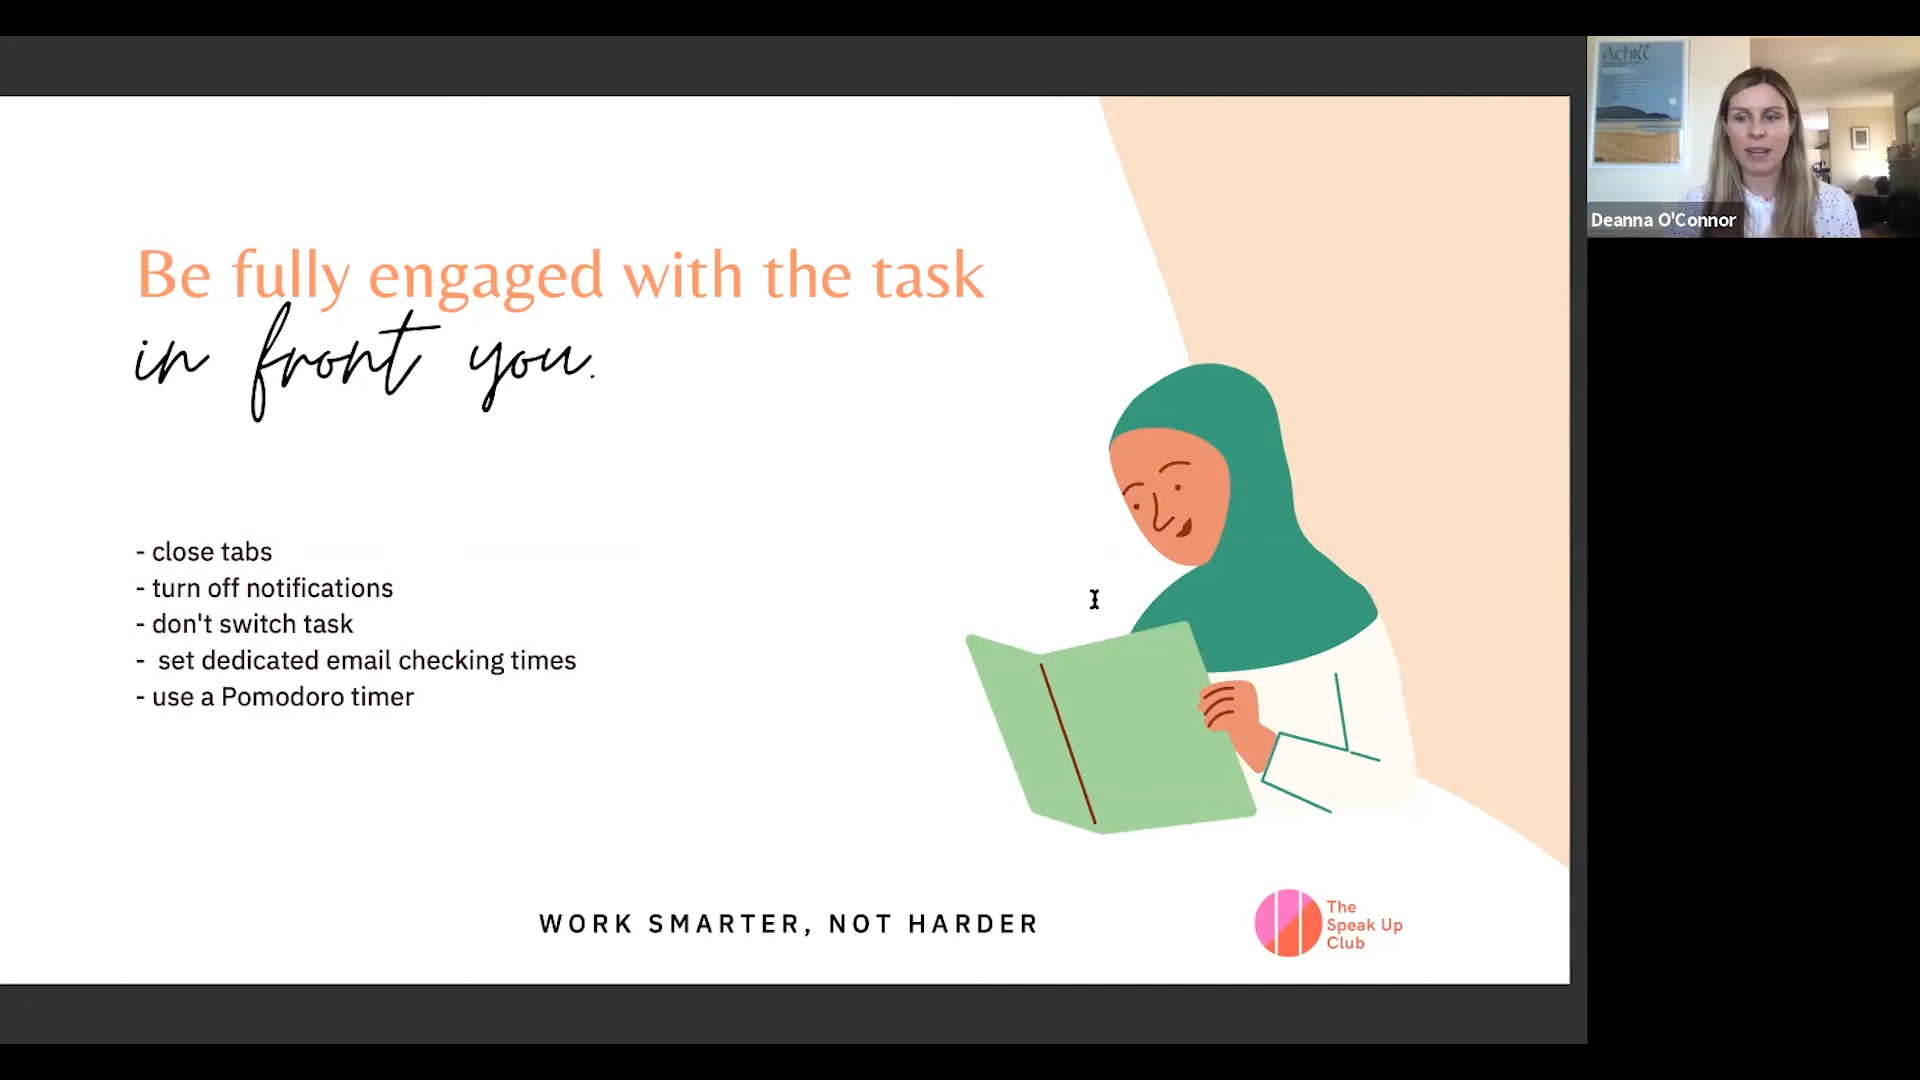 Be fully engaged with the task
in front you.
- close tabs
- turn off notifications
- don't switch task
-  set dedicated email checking times
- use a Pomodoro timer
WORK SMARTER, NOT HARDER
The
Speak Up
Club
Achill
Deanna O'Connor